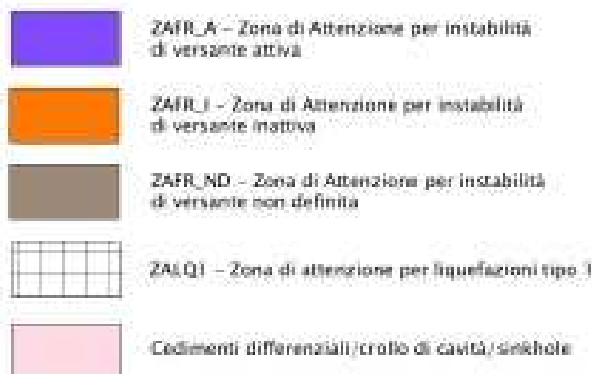 ZAFR_A – Zona di Attenzione per instabilità
di versante attiva
ZAFR_I – Zona di Attenzione per instabilità
di versante inattiva
ZAFR_ND – Zona di Attenzione per instabilità
di versante non definita
ZALQ1 – Zona di attenzione per liquefazioni tipo 1
Cedimenti differenziali/crollo di cavità/sinkhole